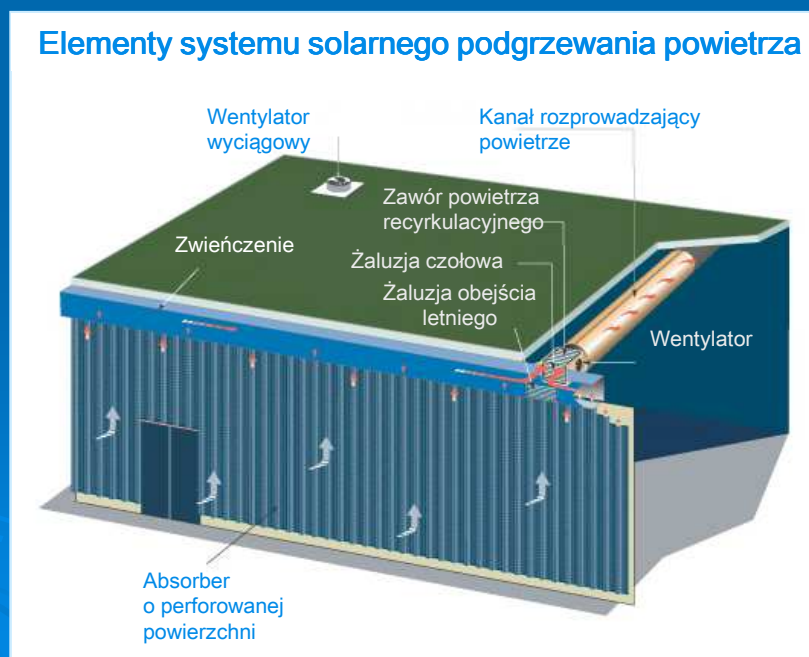 Elementy systemu solarnego podgrzewania powietrza
Wentylator
wyciągowy
Kanał rozprowadzający
powietrze
Zawór powietrza
recyrkulacyjnego
Zwieńczenie
Żaluzja czołowa
Żaluzja obejścia
letniego
Wentylator
Absorber
o perforowanej
powierzchni